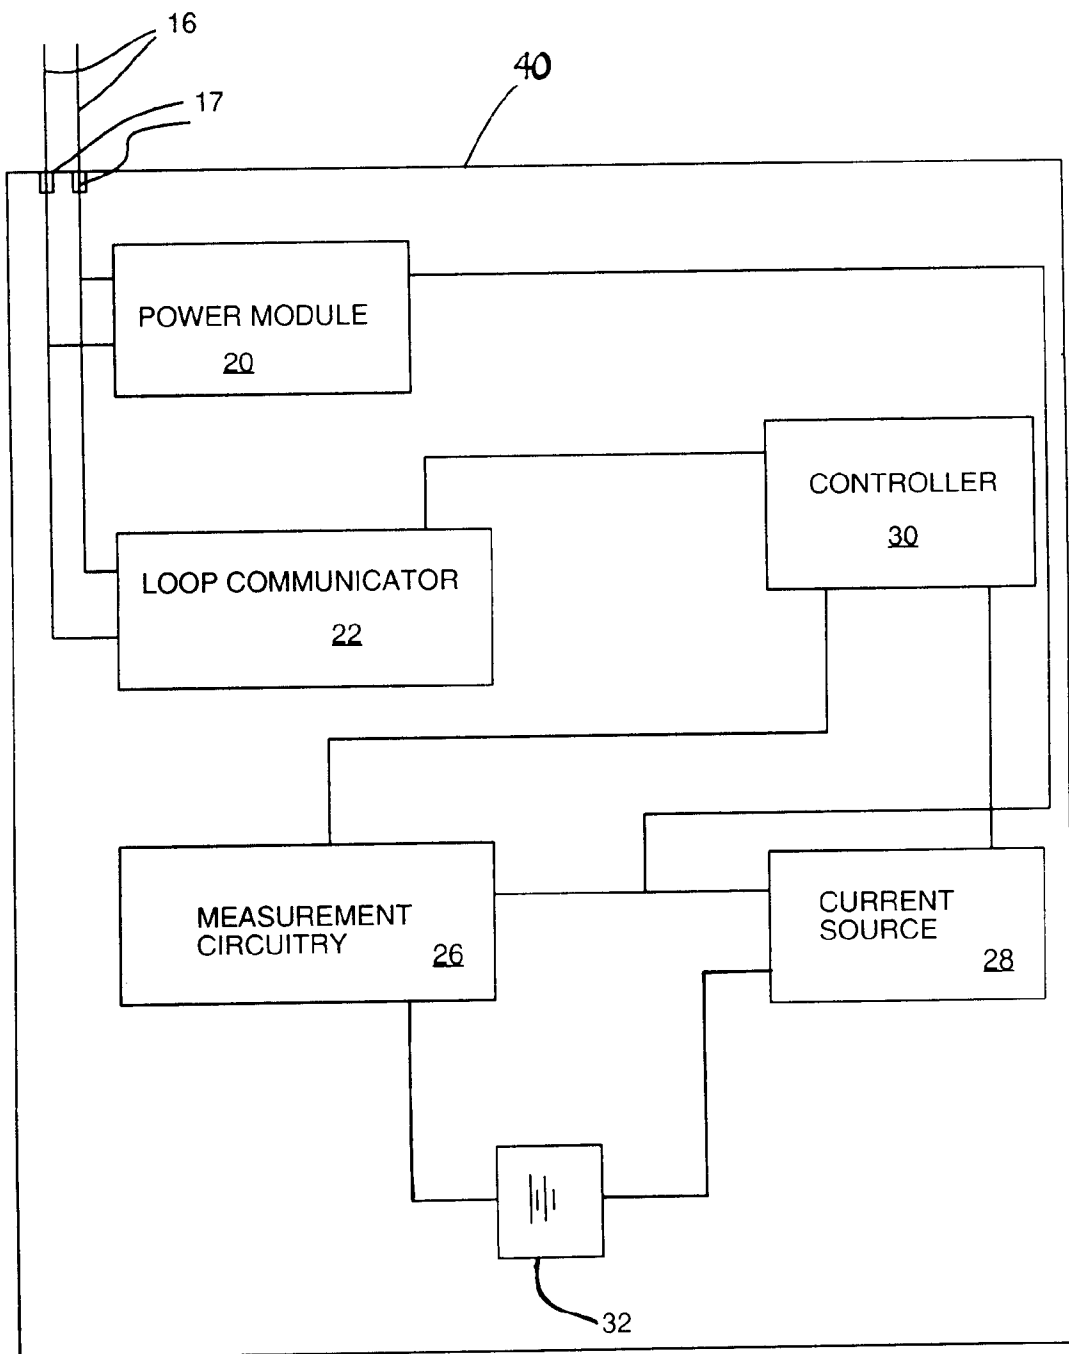 16
40
17
POWER MODULE
20
CONTROLLER
30
LOOP COMMUNICATOR
22
MEASUREMENT
CIRCUITRY
26
CURRENT
SOURCE
28
32